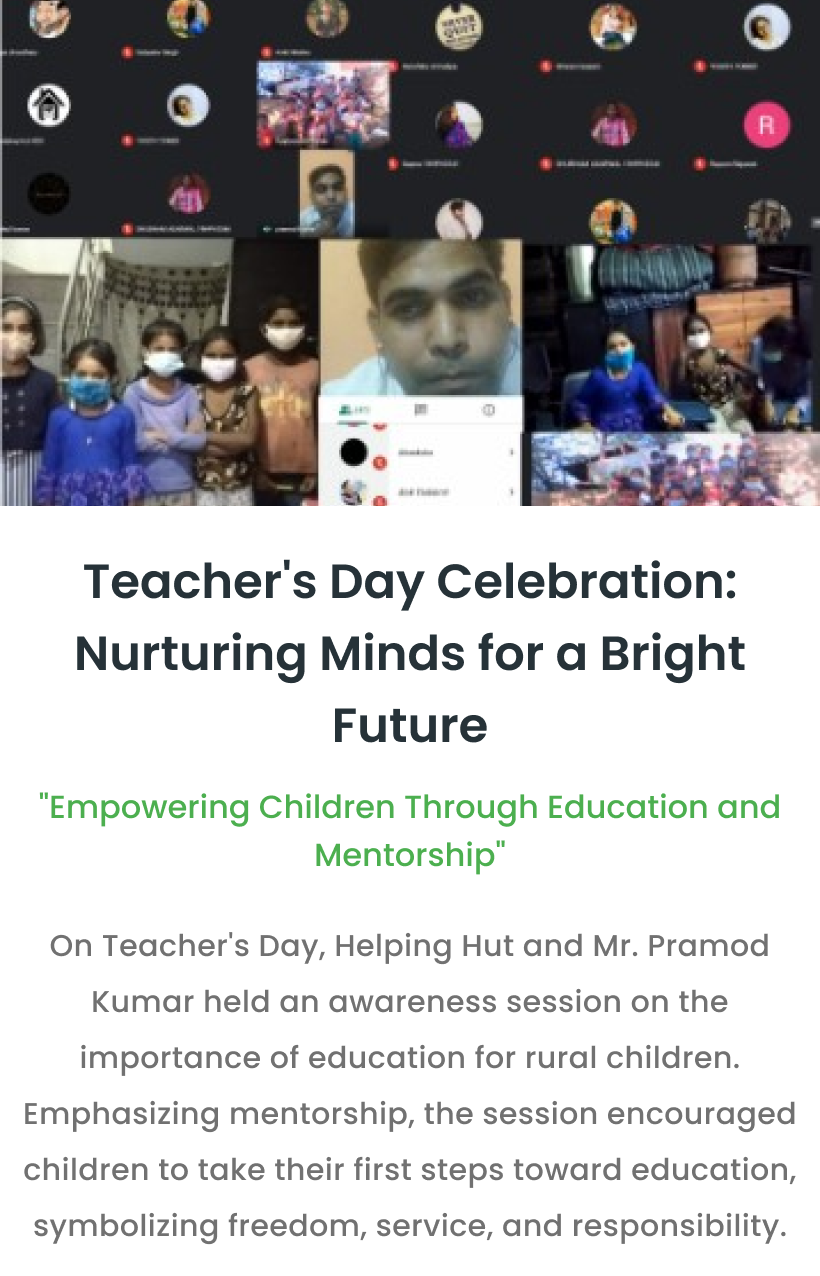 NEVER
QUIT
R
Teacher's Day Celebration:
Nurturing Minds for a Bright
Future
"Empowering Children Through Education and
Mentorship"
On Teacher's Day, Helping Hut and Mr. Pramod
Kumar held an awareness session on the
importance of education for rural children.
Emphasizing mentorship, the session encouraged
children to take their first steps toward education,
symbolizing freedom, service, and responsibility.